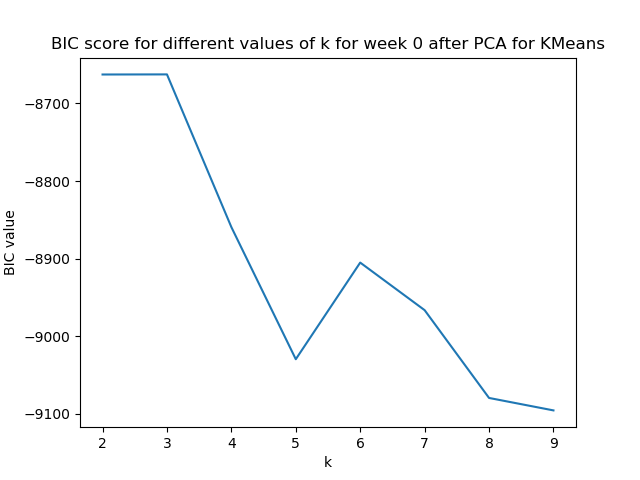 BIC score for different values of k for week 0 after PCA for KMeans
−8700
−8800
−8900
−9000
−9100
BIC value
2 3 4 5 6 7 8 9
k